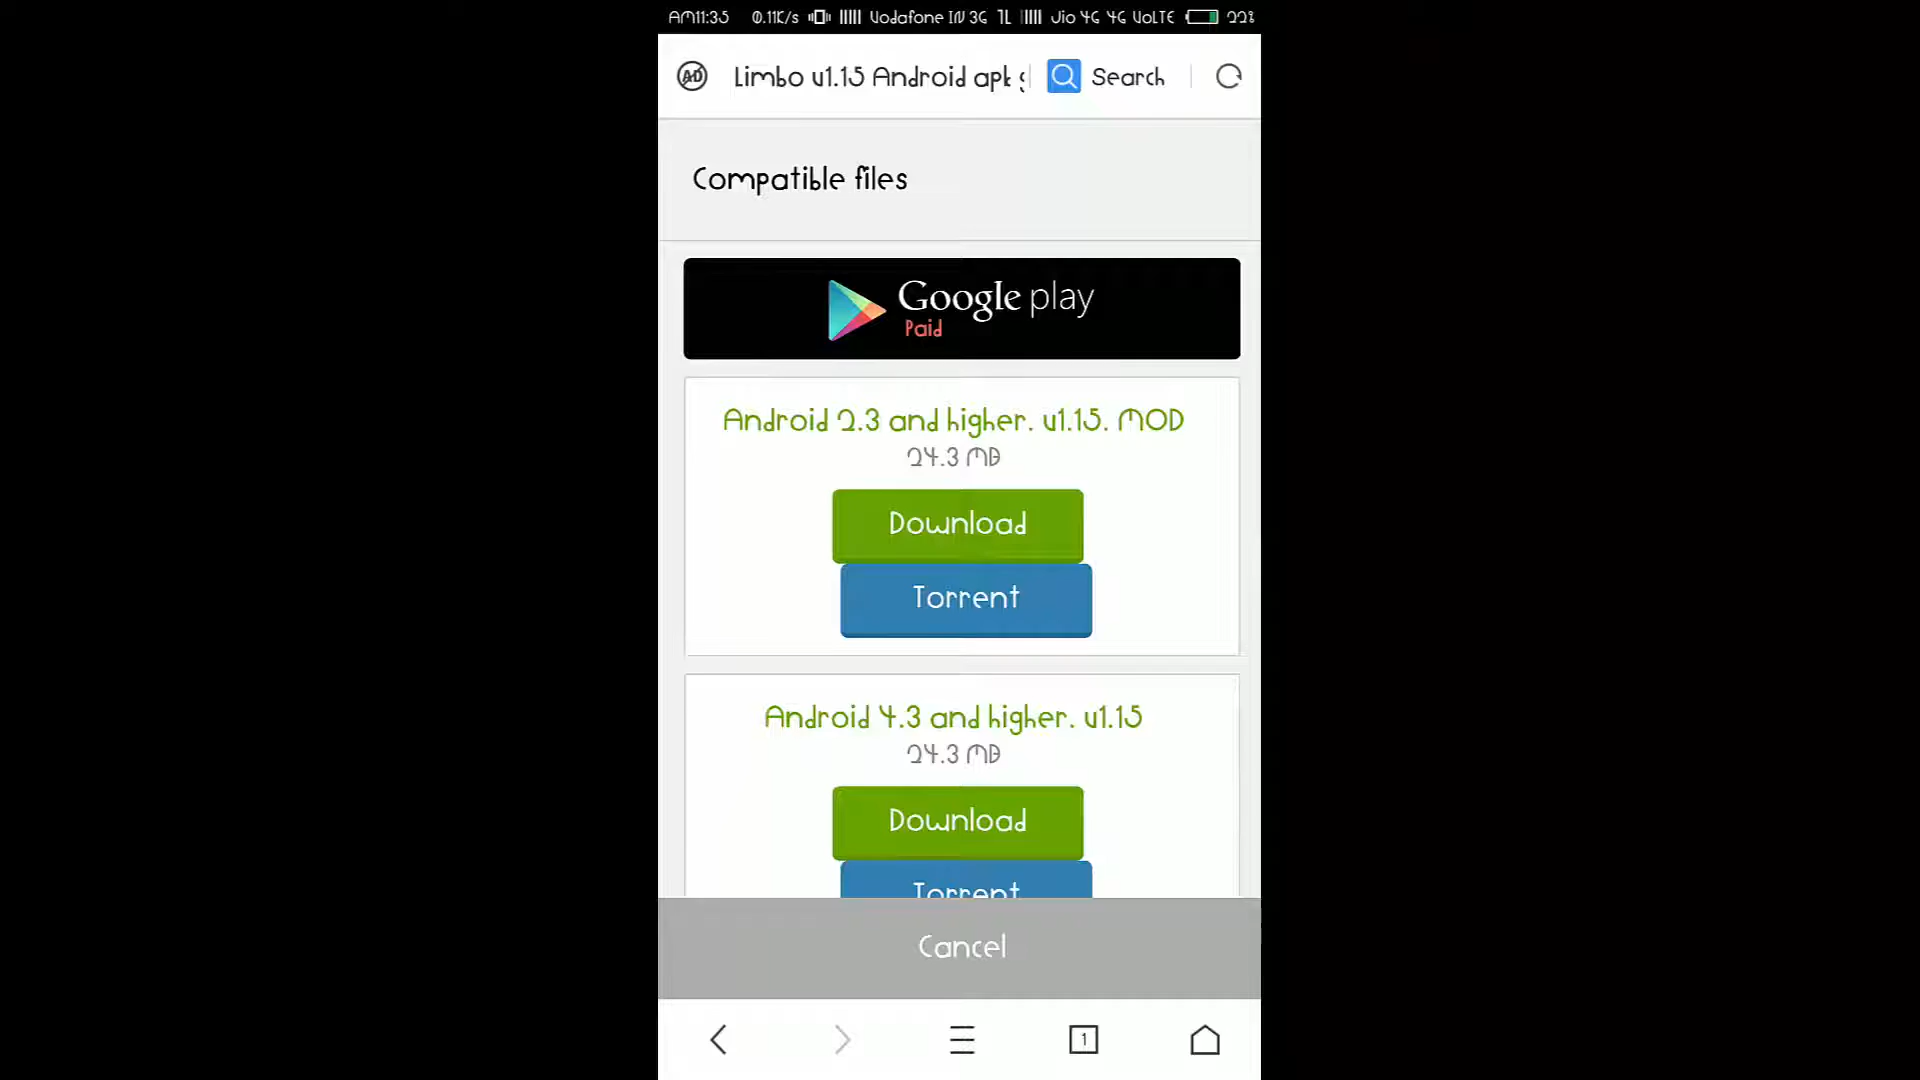 AM11:35 0.11K/s Vodafone IN 3G 1L Jio 4G 4G VoLTE 22%
AD Limbo v1.15 Android apk Search
Compatible files
Google play
Paid
Android 2.3 and higher. v1.15. MOD
24.3 MB
Download
Torrent
Android 4.3 and higher. v1.15
24.3 MB
Download
Torrent
Cancel
1